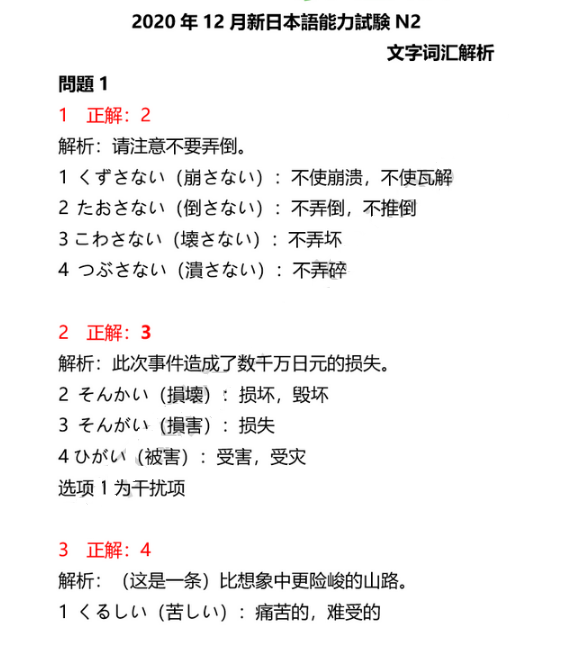 2020 年 12 月新日本語能力試験 N2
文字词汇解析
問題 1
1 正解：2
解析：请注意不要弄倒。
1 くずさない（崩さない）：不使崩溃，不使瓦解
2 たおさない（倒さない）：不弄倒，不推倒
3 こわさない（壊さない）：不弄坏
4 つぶさない（潰さない）：不弄碎
2 正解：3
解析：此次事件造成了数千万日元的损失。
2 そんかい（損壊）：损坏，毁坏
3 そんがい（損害）：损失
4 ひがい（被害）：受害，受灾
选项 1 为干扰项
3 正解：4
解析：（这是一条）比想象中更险峻的山路。
1 くるしい（苦しい）：痛苦的，难受的